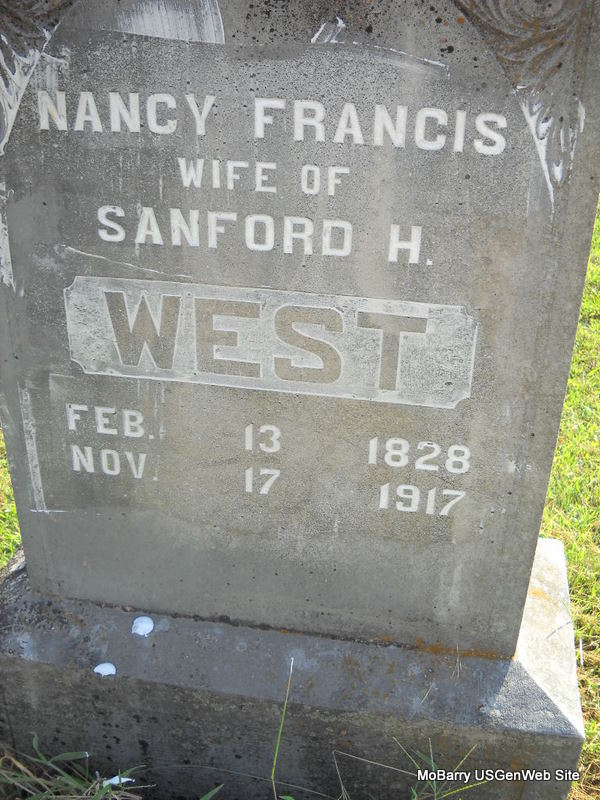 NANCY FRANCIS
WIFE OF
SANFORD H.
WEST
FEB. 13 1828
NOV. 17 1917
MoBarry USGenWeb Site